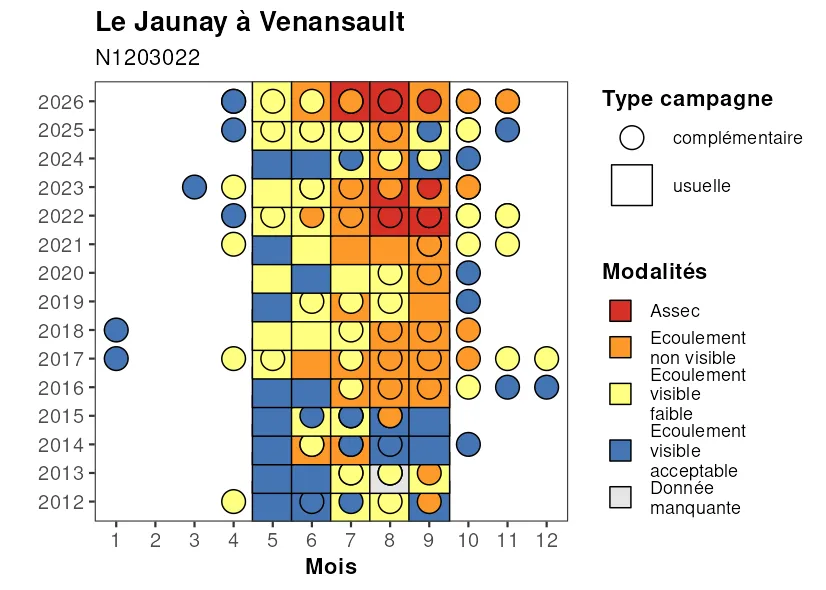 Le Jaunay à Venansault
N1203022
2026
2025
2024
2023
2022
2021
2020
2019
2018
2017
2016
2015
2014
2013
2012
1 2 3 4 5 6 7 8 9 10 11 12
Mois
Type campagne
complémentaire
usuelle
Modalités
Assec
Ecoulement
non visible
Ecoulement
visible
faible
Ecoulement
visible
acceptable
Donnée
manquante